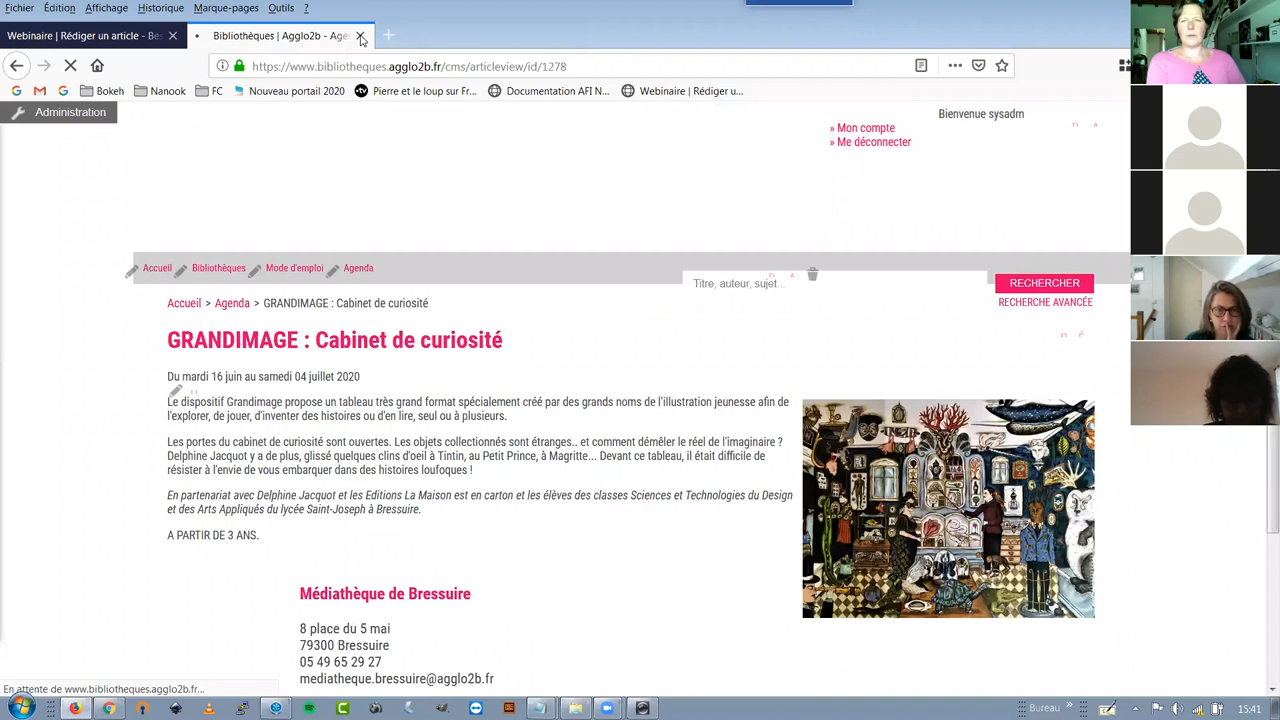 Fichier Édition Affichage Historique Marque-pages Outils ?
Webinaire | Rédiger un article - Bes
Bibliothèques | Agglo2b - Age
https://www.bibliotheques.agglo2b.fr/cms/articleview/id/1278
Bokeh Nanook FC Nouveau portail 2020 Pierre et le loup sur Fr... Documentation AFI N... Webinaire | Rédiger u...
Administration
Bienvenue sysadm
» Mon compte
» Me déconnecter
Accueil Bibliothèques Mode d'emploi Agenda
Titre, auteur, sujet...
RECHERCHER
RECHERCHE AVANCÉE
Accueil > Agenda > GRANDIMAGE : Cabinet de curiosité
GRANDIMAGE : Cabinet de curiosité
Du mardi 16 juin au samedi 04 juillet 2020
Le dispositif Grandimage propose un tableau très grand format spécialement créé par des grands noms de l'illustration jeunesse afin de
l'explorer, de jouer, d'inventer des histoires ou d'en lire, seul ou à plusieurs.
Les portes du cabinet de curiosité sont ouvertes. Les objets collectionnés sont étranges.. et comment démêler le réel de l'imaginaire ?
Delphine Jacquot y a de plus, glissé quelques clins d'oeil à Tintin, au Petit Prince, à Magritte... Devant ce tableau, il était difficile de
résister à l'envie de vous embarquer dans des histoires loufoques !
En partenariat avec Delphine Jacquot et les Editions La Maison est en carton et les élèves des classes Sciences et Technologies du Design
et des Arts Appliqués du lycée Saint-Joseph à Bressuire.
A PARTIR DE 3 ANS.
Médiathèque de Bressuire
8 place du 5 mai
79300 Bressuire
05 49 65 29 27
mediatheque.bressuire@agglo2b.fr
En attente de www.bibliotheques.agglo2b.fr...
Bureau »
15:41